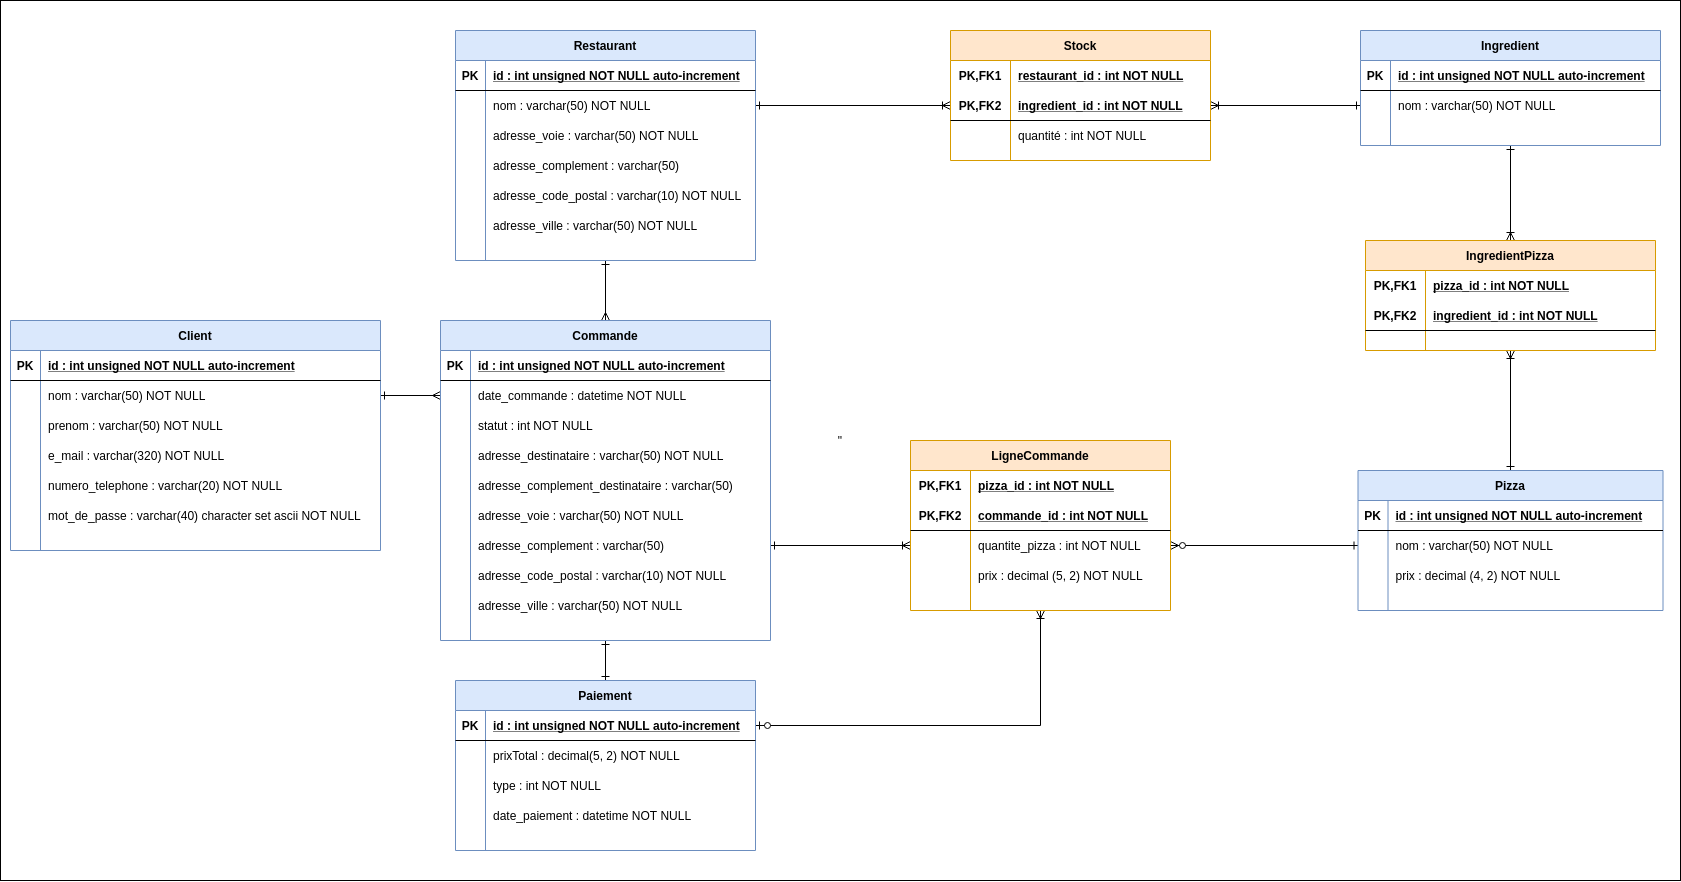 Restaurant
PK id : int unsigned NOT NULL auto-increment
nom : varchar(50) NOT NULL
adresse_voie : varchar(50) NOT NULL
adresse_complement : varchar(50)
adresse_code_postal : varchar(10) NOT NULL
adresse_ville : varchar(50) NOT NULL
Stock
PK,FK1 restaurant_id : int NOT NULL
PK,FK2 ingredient_id : int NOT NULL
quantité : int NOT NULL
Ingredient
PK id : int unsigned NOT NULL auto-increment
nom : varchar(50) NOT NULL
IngredientPizza
PK,FK1 pizza_id : int NOT NULL
PK,FK2 ingredient_id : int NOT NULL
Client
PK id : int unsigned NOT NULL auto-increment
nom : varchar(50) NOT NULL
prenom : varchar(50) NOT NULL
e_mail : varchar(320) NOT NULL
numero_telephone : varchar(20) NOT NULL
mot_de_passe : varchar(40) character set ascii NOT NULL
Commande
PK id : int unsigned NOT NULL auto-increment
date_commande : datetime NOT NULL
statut : int NOT NULL
adresse_destinataire : varchar(50) NOT NULL
adresse_complement_destinataire : varchar(50)
adresse_voie : varchar(50) NOT NULL
adresse_complement : varchar(50)
adresse_code_postal : varchar(10) NOT NULL
adresse_ville : varchar(50) NOT NULL
"
LigneCommande
PK,FK1 pizza_id : int NOT NULL
PK,FK2 commande_id : int NOT NULL
quantite_pizza : int NOT NULL
prix : decimal (5, 2) NOT NULL
Pizza
PK id : int unsigned NOT NULL auto-increment
nom : varchar(50) NOT NULL
prix : decimal (4, 2) NOT NULL
Paiement
PK id : int unsigned NOT NULL auto-increment
prixTotal : decimal(5, 2) NOT NULL
type : int NOT NULL
date_paiement : datetime NOT NULL